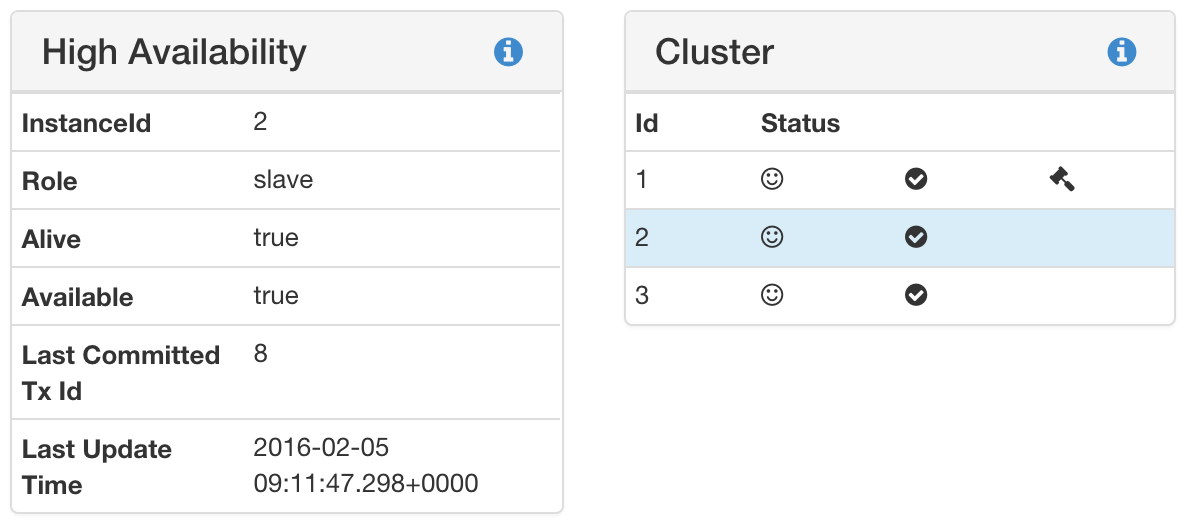 High Availability
InstanceId 2
Role slave
Alive true
Available true
Last Committed 8
Tx Id
Last Update 2016-02-05
Time 09:11:47.298+0000
Cluster
Id Status
1
2
3